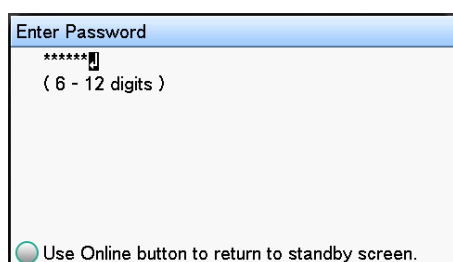 Enter Password
******↲
( 6 - 12 digits )
Use Online button to return to standby screen.